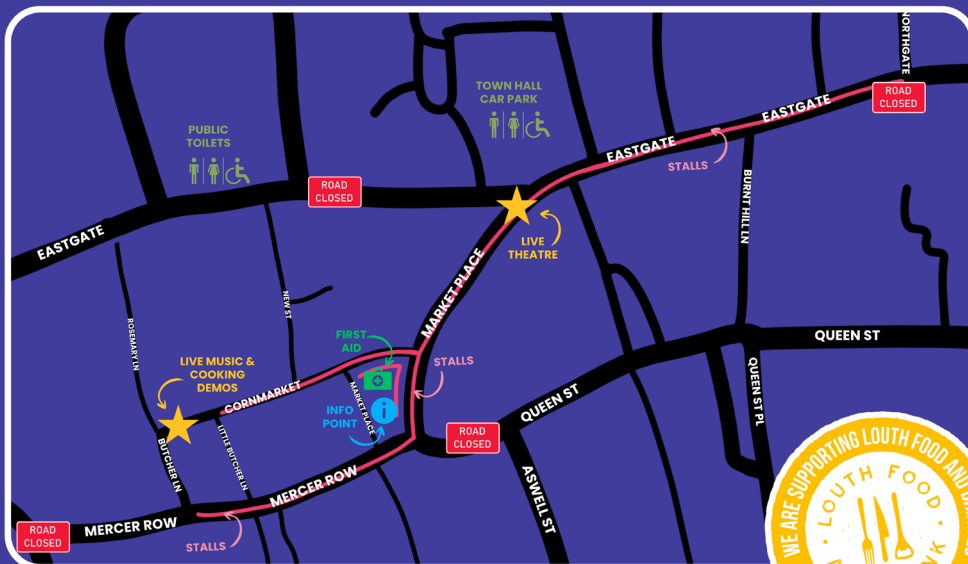 NORTHGATE
TOWN HALL
CAR PARK
ROAD
CLOSED
EASTGATE
PUBLIC
TOILETS
EASTGATE
STALLS
ROAD
CLOSED
BURNT HILL LN
EASTGATE
LIVE
THEATRE
MARKET PLACE
NEW ST
ROSEMARY LN
FIRST
AID
QUEEN ST
LIVE MUSIC &
COOKING
DEMOS
STALLS
CORNMARKET
MARKET PLACE
INFO
POINT
QUEEN ST
QUEEN ST PL
ROAD
CLOSED
LITTLE BUTCHER LN
BUTCHER LN
MERCER ROW
ASWELL ST
MERCER ROW
ROAD
CLOSED
STALLS
WE ARE SUPPORTING LOUTH FOOD AND
LOUTH FOOD